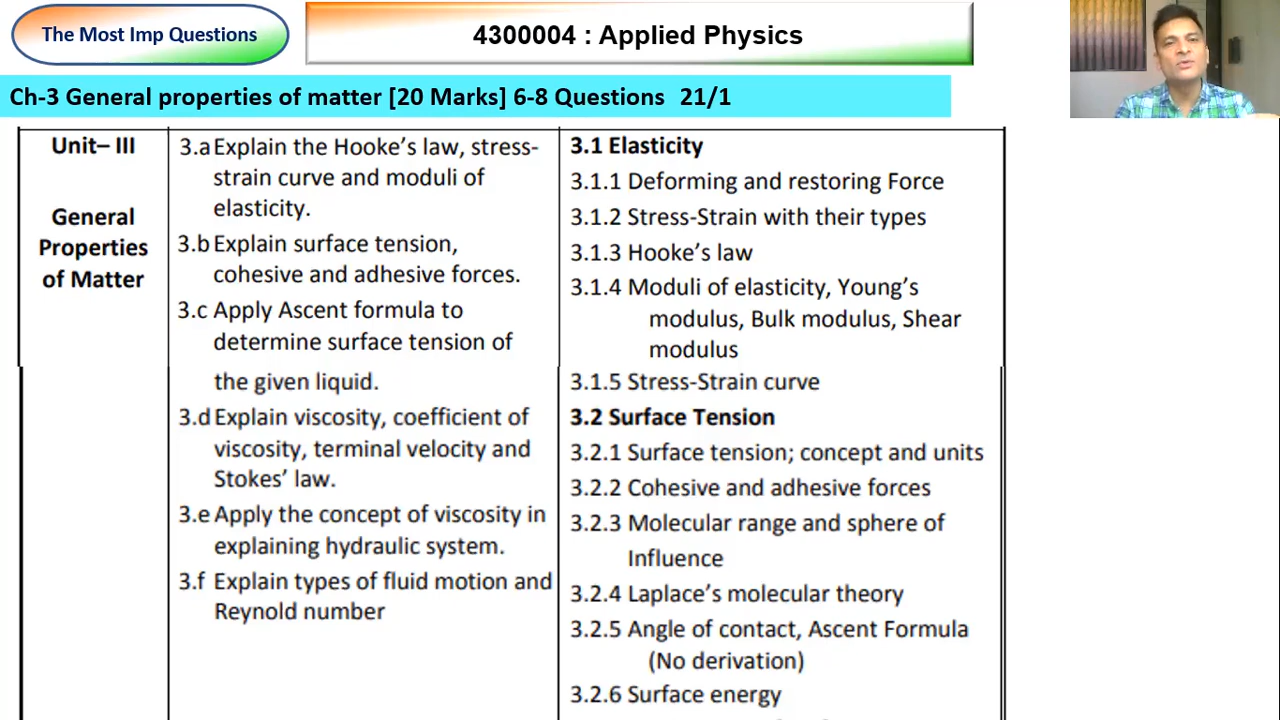 The Most Imp Questions
4300004 : Applied Physics
Ch-3 General properties of matter [20 Marks] 6-8 Questions 21/1
Unit– III
General
Properties
of Matter
3.a Explain the Hooke's law, stress-
strain curve and moduli of
elasticity.
3.b Explain surface tension,
cohesive and adhesive forces.
3.c Apply Ascent formula to
determine surface tension of
the given liquid.
3.d Explain viscosity, coefficient of
viscosity, terminal velocity and
Stokes' law.
3.e Apply the concept of viscosity in
explaining hydraulic system.
3.f Explain types of fluid motion and
Reynold number
3.1 Elasticity
3.1.1 Deforming and restoring Force
3.1.2 Stress-Strain with their types
3.1.3 Hooke's law
3.1.4 Moduli of elasticity, Young's
modulus, Bulk modulus, Shear
modulus
3.1.5 Stress-Strain curve
3.2 Surface Tension
3.2.1 Surface tension; concept and units
3.2.2 Cohesive and adhesive forces
3.2.3 Molecular range and sphere of
Influence
3.2.4 Laplace's molecular theory
3.2.5 Angle of contact, Ascent Formula
(No derivation)
3.2.6 Surface energy